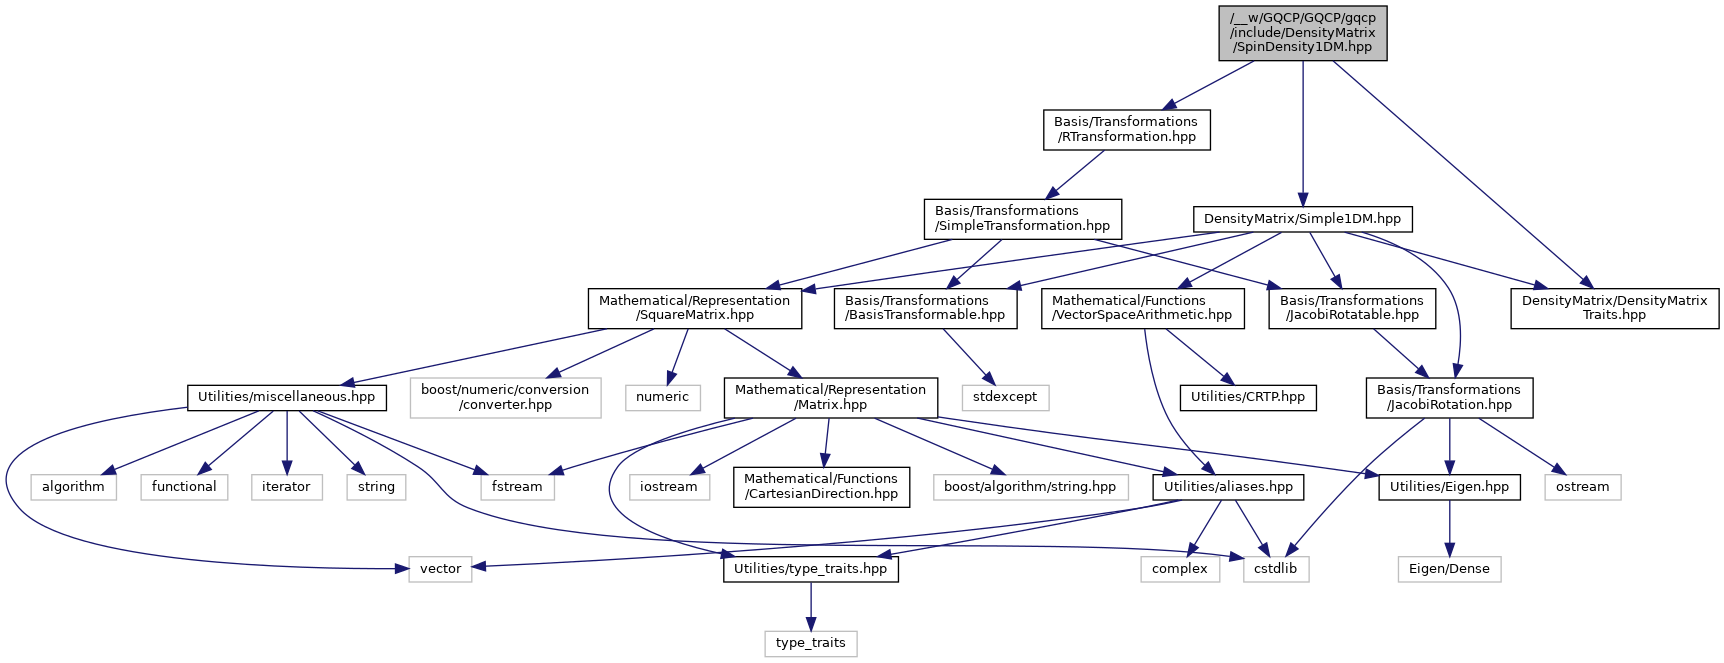 /__w/GQCP/GQCP/gqcp
/include/DensityMatrix
/SpinDensity1DM.hpp
Basis/Transformations
/RTransformation.hpp
Basis/Transformations
/SimpleTransformation.hpp
DensityMatrix/Simple1DM.hpp
Mathematical/Representation
/SquareMatrix.hpp
Basis/Transformations
/BasisTransformable.hpp
Mathematical/Functions
/VectorSpaceArithmetic.hpp
Basis/Transformations
/JacobiRotatable.hpp
DensityMatrix/DensityMatrix
Traits.hpp
Utilities/miscellaneous.hpp
boost/numeric/conversion
/converter.hpp
numeric
Mathematical/Representation
/Matrix.hpp
stdexcept
Utilities/CRTP.hpp
Basis/Transformations
/JacobiRotation.hpp
algorithm
functional
iterator
string
fstream
iostream
Mathematical/Functions
/CartesianDirection.hpp
boost/algorithm/string.hpp
Utilities/aliases.hpp
Utilities/Eigen.hpp
ostream
vector
Utilities/type_traits.hpp
complex
cstdlib
Eigen/Dense
type_traits